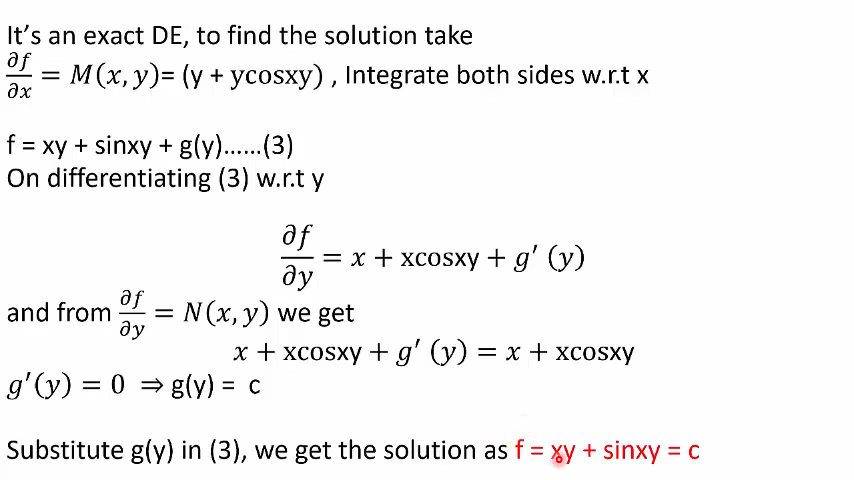 It's an exact DE, to find the solution take
∂f/∂x = M(x, y)= (y + ycosxy) , Integrate both sides w.r.t x
f = xy + sinxy + g(y)……(3)
On differentiating (3) w.r.t y
∂f/∂y = x + xcosxy + g′ (y)
and from ∂f/∂y = N(x, y) we get
x + xcosxy + g′ (y) = x + xcosxy
g′(y) = 0 ⇒ g(y) = c
Substitute g(y) in (3), we get the solution as f = xy + sinxy = c